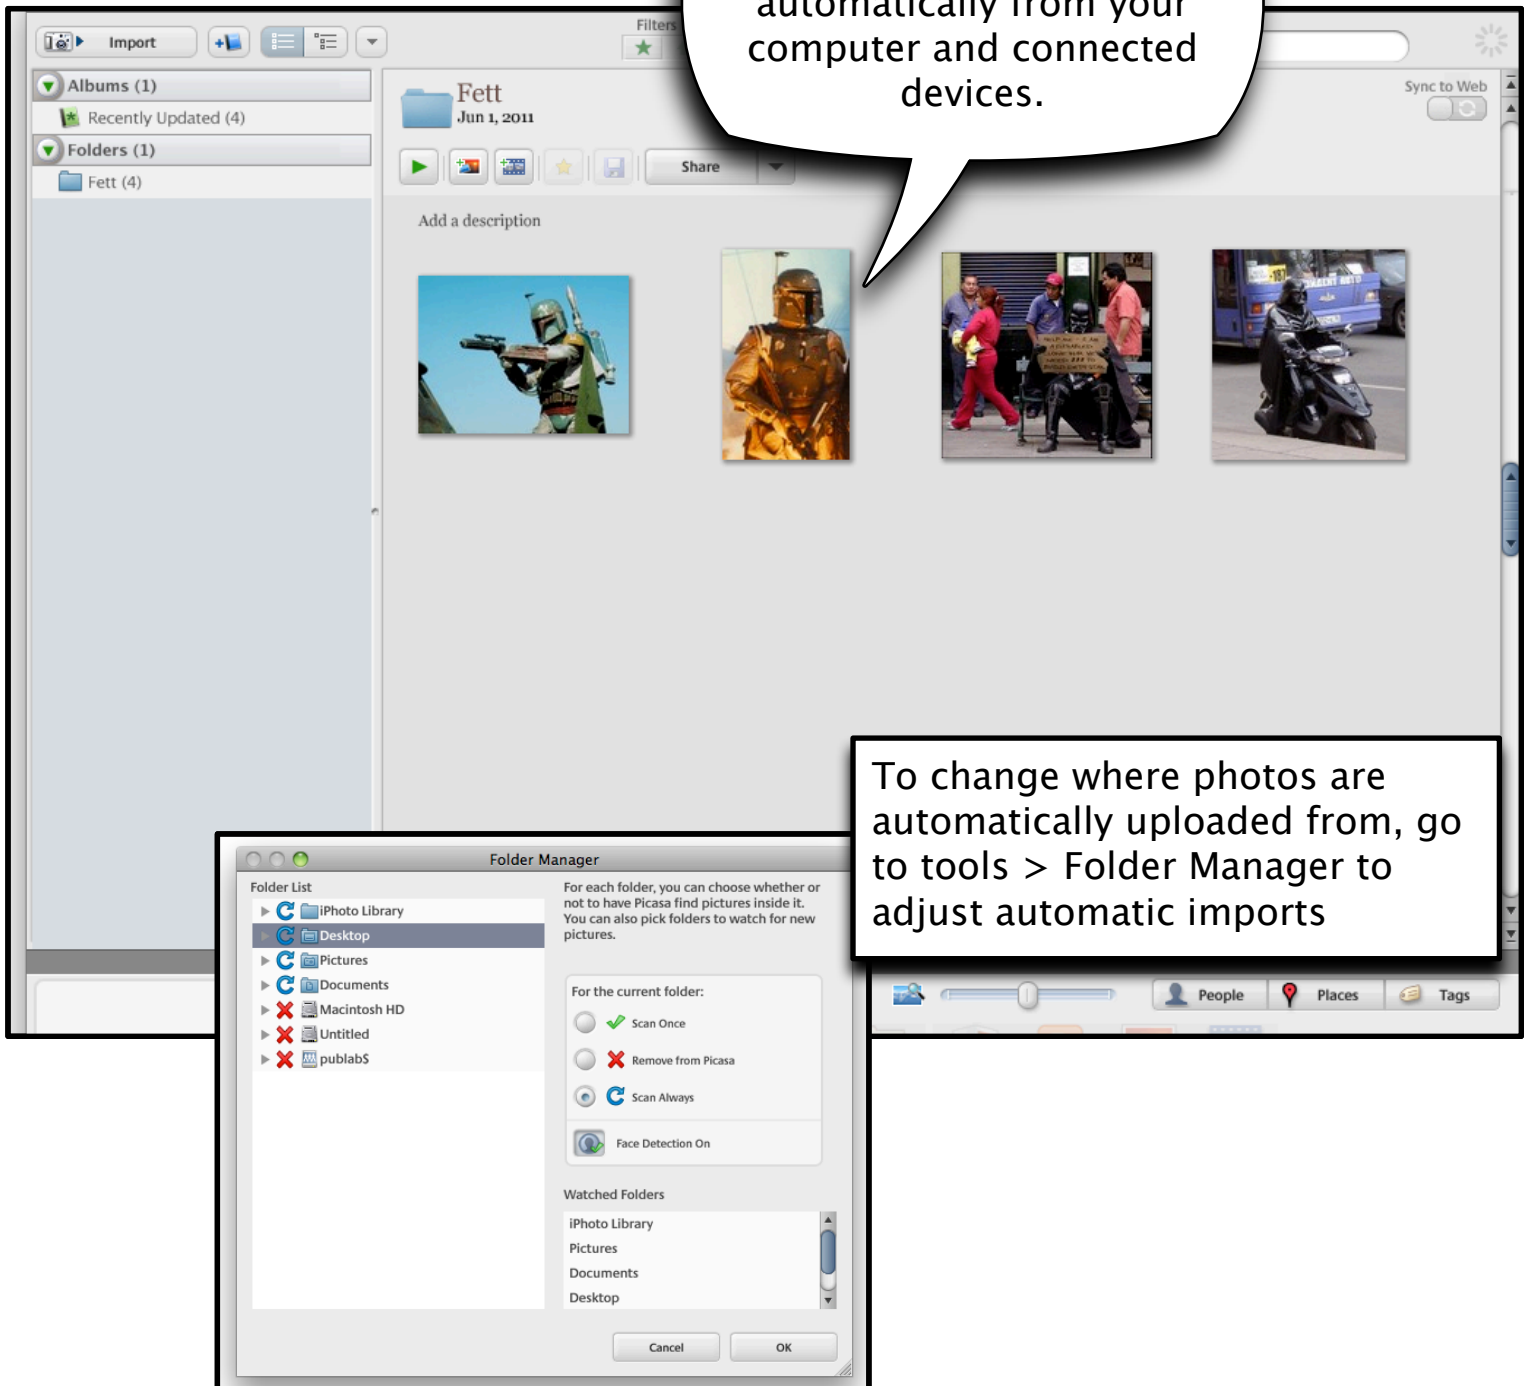 automatically from your
computer and connected
devices.
Import
Filters
Sync to Web
Albums (1)
Recently Updated (4)
Folders (1)
Fett (4)
Fett
Jun 1, 2011
Share
Add a description
To change where photos are
automatically uploaded from, go
to tools > Folder Manager to
adjust automatic imports
Folder Manager
Folder List
iPhoto Library
Desktop
Pictures
Documents
Macintosh HD
Untitled
publab$
For each folder, you can choose whether or
not to have Picasa find pictures inside it.
You can also pick folders to watch for new
pictures.
For the current folder:
Scan Once
Remove from Picasa
Scan Always
Face Detection On
Watched Folders
iPhoto Library
Pictures
Documents
Desktop
Cancel
OK
People
Places
Tags